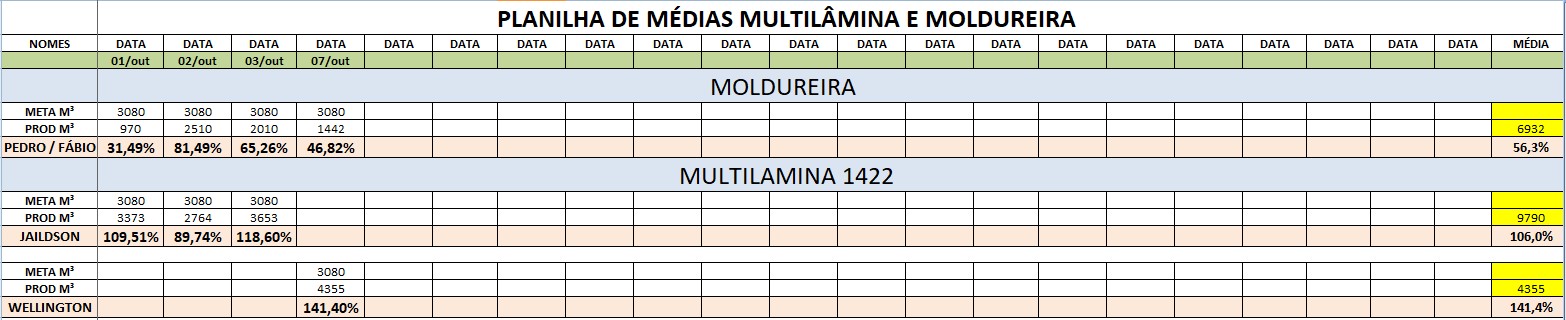 PLANILHA DE MÉDIAS MULTILÂMINA E MOLDUREIRA
NOMES DATA DATA DATA DATA DATA DATA DATA DATA DATA DATA DATA DATA DATA DATA DATA DATA DATA DATA DATA DATA MÉDIA
01/out 02/out 03/out 07/out
MOLDUREIRA
META M³ 3080 3080 3080 3080
PROD M³ 970 2510 2010 1442 6932
PEDRO / FÁBIO 31,49% 81,49% 65,26% 46,82% 56,3%
MULTILAMINA 1422
META M³ 3080 3080 3080
PROD M³ 3373 2764 3653 9790
JAILDSON 109,51% 89,74% 118,60% 106,0%
META M³ 3080
PROD M³ 4355 4355
WELLINGTON 141,40% 141,4%